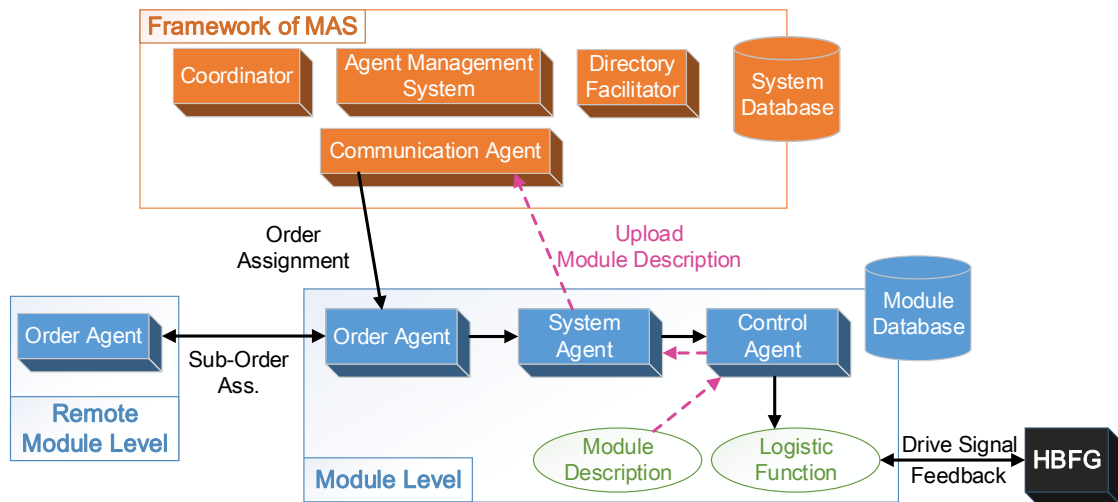 Framework of MAS
Coordinator
Agent Management
System
Directory
Facilitator
System
Database
Communication Agent
Order
Assignment
Upload
Module Description
Module
Database
Order Agent
Sub-Order
Ass.
Order Agent
System
Agent
Control
Agent
Remote
Module Level
Module
Description
Logistic
Function
Module Level
Drive Signal
Feedback
HBFG